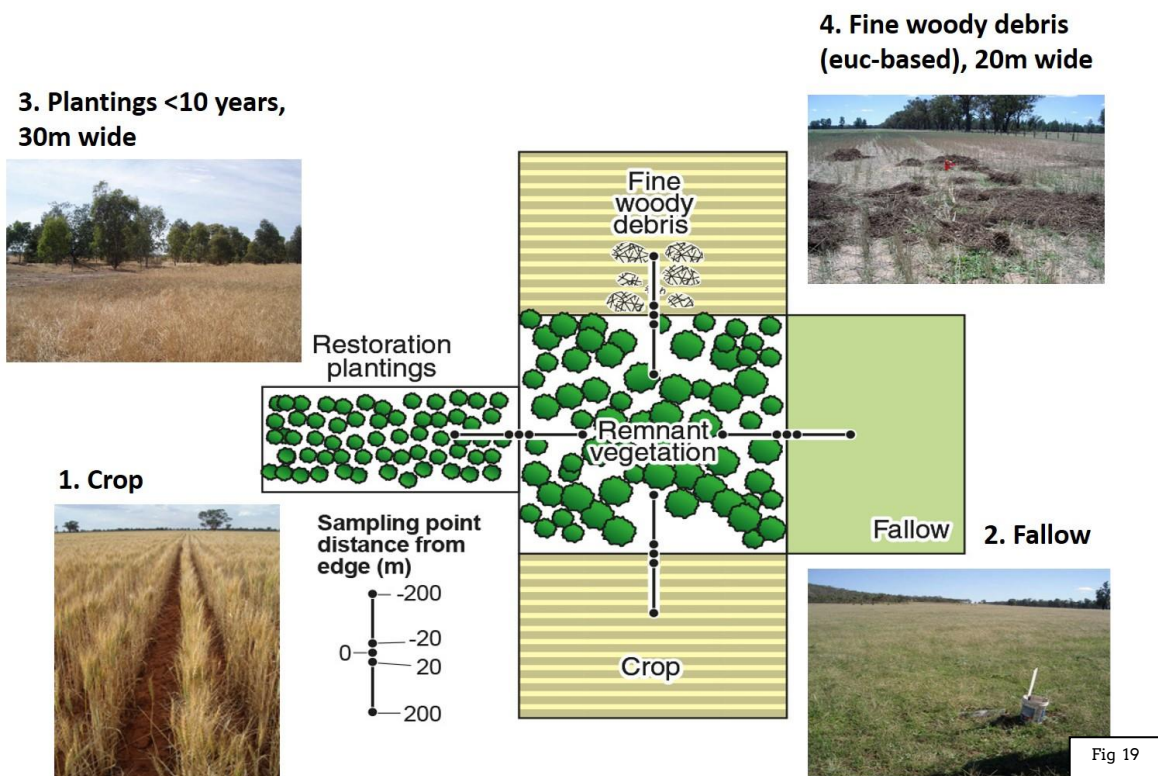 4. Fine woody debris
(euc-based), 20m wide
3. Plantings <10 years,
30m wide
Fine
woody
debris
Restoration
plantings
Remnant
vegetation
1. Crop
Sampling point
distance from
edge (m)
-200
-20
0
20
200
Fallow
2. Fallow
Crop
Fig 19